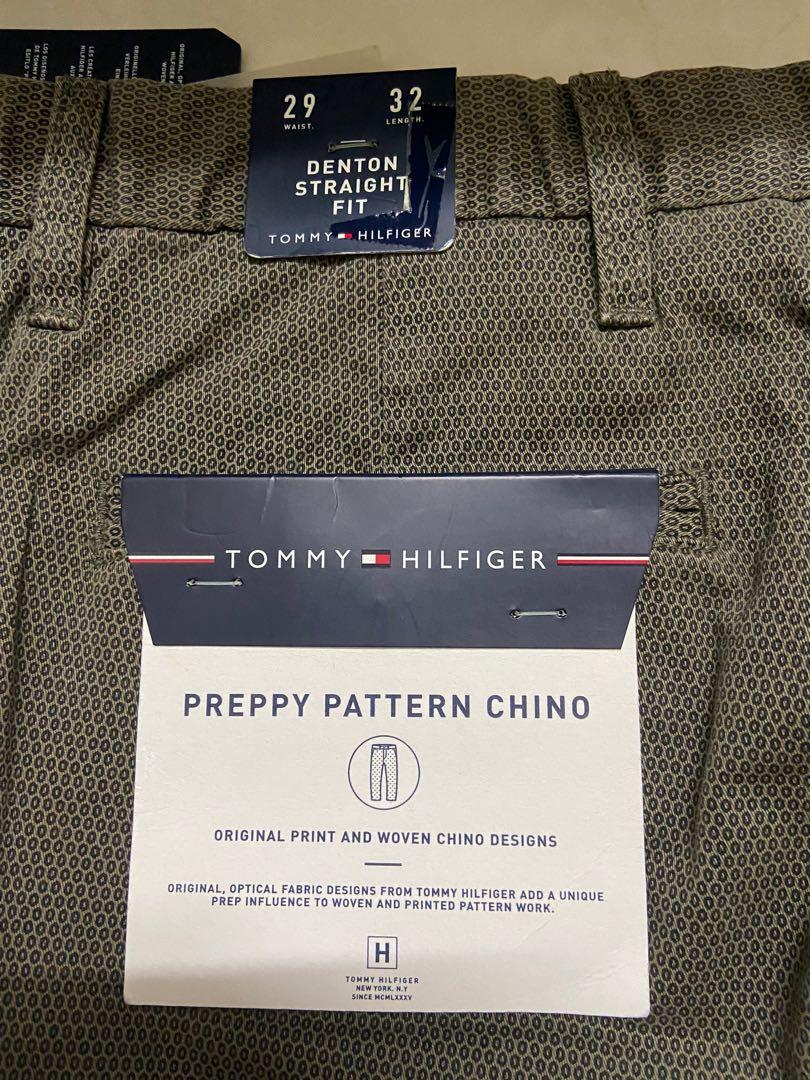 29 32
WAIST. LENGTH.
DENTON
STRAIGHT
FIT
TOMMY HILFIGER
TOMMY HILFIGER
PREPPY PATTERN CHINO
ORIGINAL PRINT AND WOVEN CHINO DESIGNS
ORIGINAL, OPTICAL FABRIC DESIGNS FROM TOMMY HILFIGER ADD A UNIQUE
PREP INFLUENCE TO WOVEN AND PRINTED PATTERN WORK.
H
TOMMY HILFIGER
NEW YORK. N.Y
SINCE MCMLXXXV